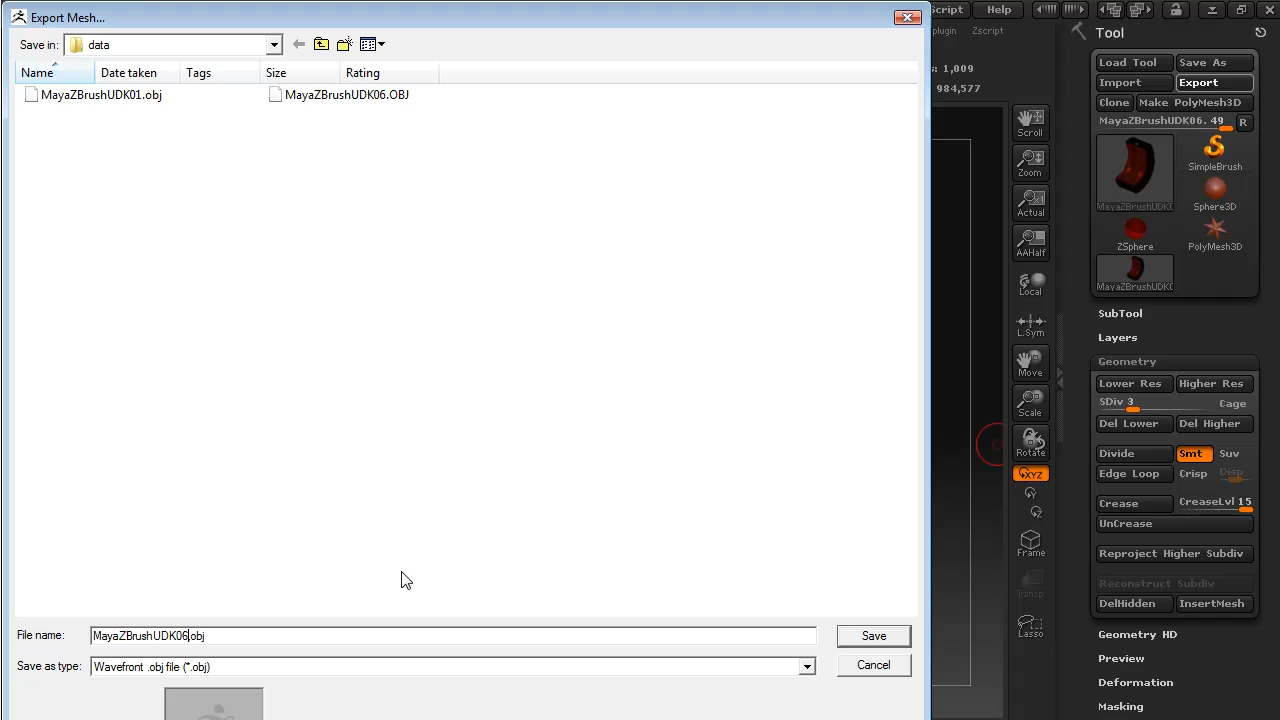 Export Mesh...
Save in: data
Name Date taken Tags Size Rating
MayaZBrushUDK01.obj MayaZBrushUDK06.OBJ
File name: MayaZBrushUDK06.obj
Save
Save as type: Wavefront .obj file (*.obj)
Cancel
Script Help
plugin Zscript
s: 1,009
984,577
Scroll
Zoom
Actual
AAHalf
Local
L.Sym
Move
Scale
Rotate
XYZ
Y
Z
Frame
Transp
Lasso
Tool
Load Tool Save As
Import Export
Clone Make PolyMesh3D
MayaZBrushUDK06. 49 R
SimpleBrush
MayaZBrushUDK0 Sphere3D
ZSphere PolyMesh3D
MayaZBrushUDK0
SubTool
Layers
Geometry
Lower Res Higher Res
SDiv 3 Cage
Del Lower Del Higher
Divide Smt Suv
Edge Loop Crisp Disp
Crease CreaseLvl 15
UnCrease
Reproject Higher Subdiv
Reconstruct Subdiv
DelHidden InsertMesh
Geometry HD
Preview
Deformation
Masking